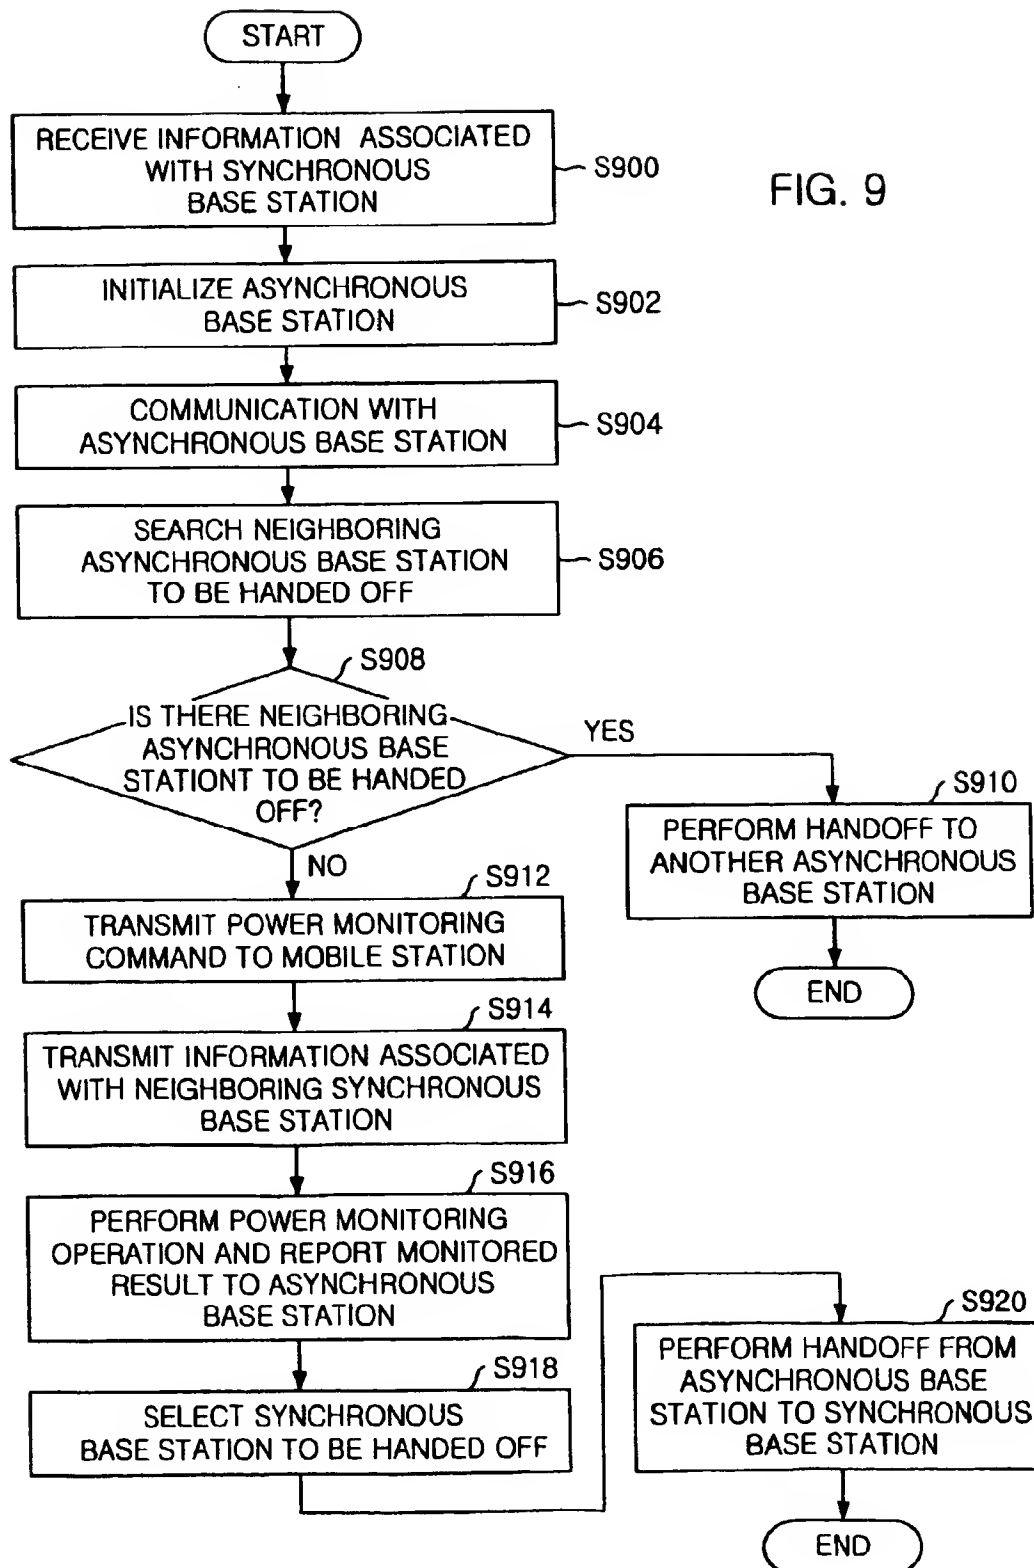 START
RECEIVE INFORMATION ASSOCIATED
WITH SYNCHRONOUS
BASE STATION
S900
FIG. 9
INITIALIZE ASYNCHRONOUS
BASE STATION
S902
COMMUNICATION WITH
ASYNCHRONOUS BASE STATION
S904
SEARCH NEIGHBORING
ASYNCHRONOUS BASE STATION
TO BE HANDED OFF
S906
S908
IS THERE NEIGHBORING
ASYNCHRONOUS BASE
STATIONT TO BE HANDED
OFF?
YES
S910
PERFORM HANDOFF TO
ANOTHER ASYNCHRONOUS
BASE STATION
END
NO
S912
TRANSMIT POWER MONITORING
COMMAND TO MOBILE STATION
S914
TRANSMIT INFORMATION ASSOCIATED
WITH NEIGHBORING SYNCHRONOUS
BASE STATION
S916
PERFORM POWER MONITORING
OPERATION AND REPORT MONITORED
RESULT TO ASYNCHRONOUS
BASE STATION
S918
SELECT SYNCHRONOUS
BASE STATION TO BE HANDED OFF
S920
PERFORM HANDOFF FROM
ASYNCHRONOUS BASE
STATION TO SYNCHRONOUS
BASE STATION
END